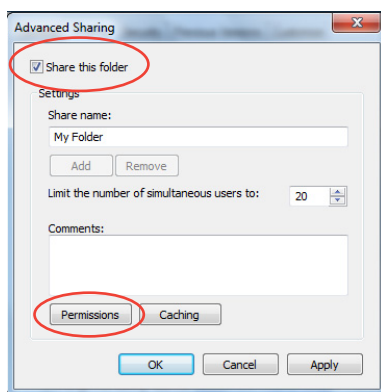 Advanced Sharing
Share this folder
Settings
Share name:
My Folder
Add Remove
Limit the number of simultaneous users to: 20
Comments:
Permissions Caching
OK Cancel Apply